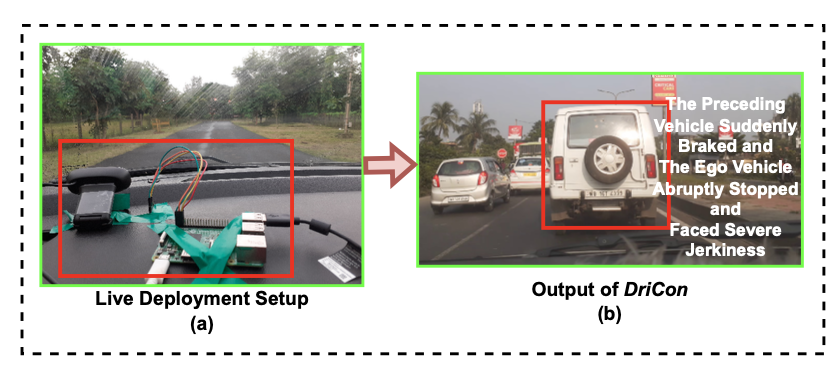 The Preceding
Vehicle Suddenly
Braked and
The Ego Vehicle
Abruptly Stopped
and
Faced Severe
Jerkiness
Live Deployment Setup
(a)
Output of DriCon
(b)